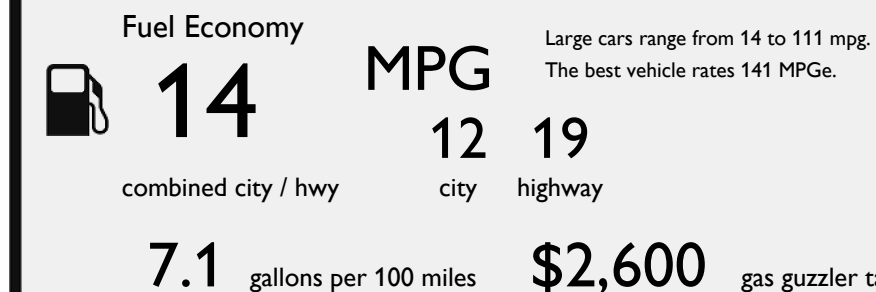 Fuel Economy
Large cars range from 14 to 111 mpg.
The best vehicle rates 141 MPGe.
14 MPG
12 19
combined city / hwy city highway
7.1 gallons per 100 miles $2,600 gas guzzler